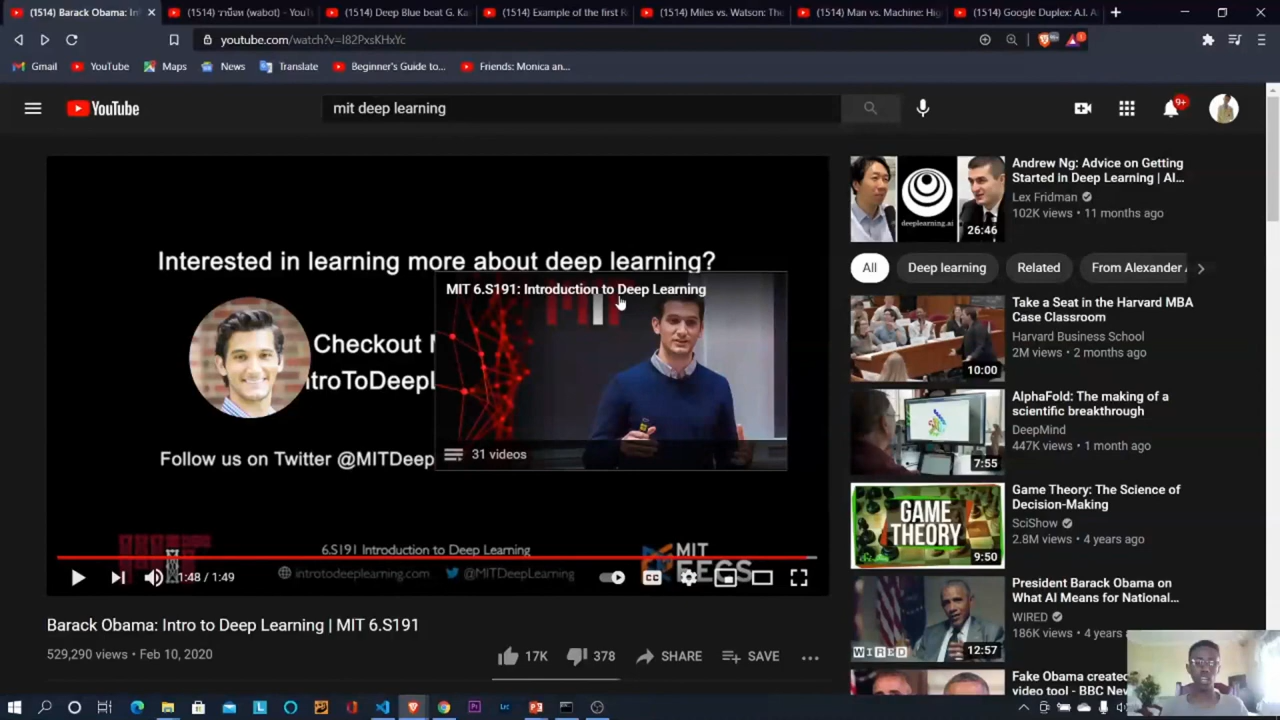 (1514) Barack Obama: In
(1514) วาบ็อท (wabot) - YouT
(1514) Deep Blue beat G. Ka
(1514) Example of the first R
(1514) Miles vs. Watson: The
(1514) Man vs. Machine: Hig
(1514) Google Duplex: A.I. A
youtube.com/watch?v=l82PxsKHxYc
Gmail
YouTube
Maps
News
Translate
Beginner's Guide to...
Friends: Monica an...
YouTube
mit deep learning
9+
Interested in learning more about deep learning?
MIT 6.S191: Introduction to Deep Learning
Checkout M
ntroToDeepL
31 videos
Follow us on Twitter @MITDeep
6.S191 Introduction to Deep Learning
introtodeeplearning.com
@MITDeepLearning
MIT
EECS
1:48 / 1:49
CC
Barack Obama: Intro to Deep Learning | MIT 6.S191
529,290 views • Feb 10, 2020
17K
378
SHARE
SAVE
deeplearning.ai
26:46
Andrew Ng: Advice on Getting
Started in Deep Learning | AI...
Lex Fridman
102K views • 11 months ago
All
Deep learning
Related
From Alexander
10:00
Take a Seat in the Harvard MBA
Case Classroom
Harvard Business School
2M views • 2 months ago
7:55
AlphaFold: The making of a
scientific breakthrough
DeepMind
447K views • 1 month ago
GAME
THEORY
9:50
Game Theory: The Science of
Decision-Making
SciShow
2.8M views • 4 years ago
WIRED
12:57
President Barack Obama on
What AI Means for National...
WIRED
186K views • 4 years
Fake Obama created
video tool - BBC New